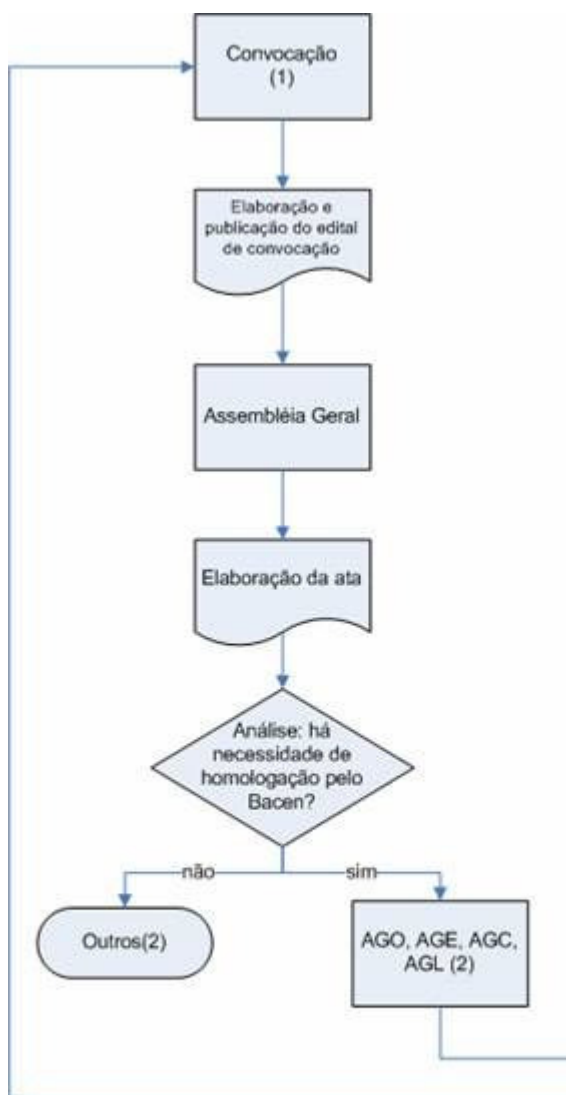 Convocação
(1)
Elaboração e
publicação do edital
de convocação
Assembléia Geral
Elaboração da ata
Análise: há
necessidade de
homologação pelo
Bacen?
não
sim
Outros(2)
AGO, AGE, AGC,
AGL (2)